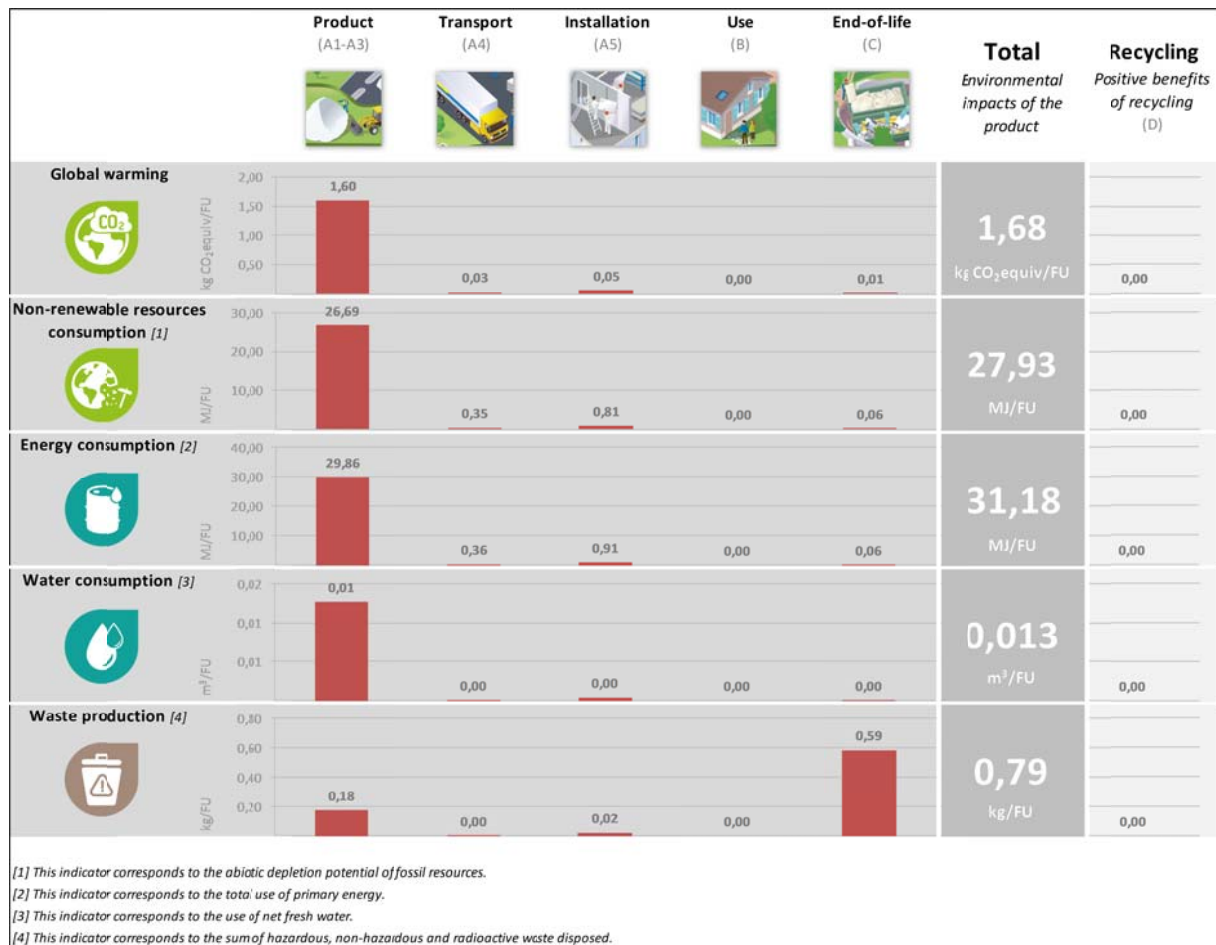 Product
(A1-A3)
Transport
(A4)
Installation
(A5)
Use
(B)
End-of-life
(C)
Total
Environmental
impacts of the
product
Recycling
Positive benefits
of recycling
(D)
Global warming
CO₂
kg CO₂equiv/FU
2,00
1,50
1,00
0,50
1,60
0,03
0,05
0,00
0,01
1,68
kg CO₂equiv/FU
0,00
Non-renewable resources
consumption [1]
MJ/FU
30,00
20,00
10,00
26,69
0,35
0,81
0,00
0,06
27,93
MJ/FU
0,00
Energy consumption [2]
MJ/FU
40,00
30,00
20,00
10,00
29,86
0,36
0,91
0,00
0,06
31,18
MJ/FU
0,00
Water consumption [3]
m³/FU
0,02
0,01
0,01
0,01
0,00
0,00
0,00
0,00
0,013
m³/FU
0,00
Waste production [4]
kg/FU
0,80
0,60
0,40
0,20
0,18
0,00
0,02
0,00
0,59
0,79
kg/FU
0,00
[1] This indicator corresponds to the abiotic depletion potential of fossil resources.
[2] This indicator corresponds to the total use of primary energy.
[3] This indicator corresponds to the use of net fresh water.
[4] This indicator corresponds to the sum of hazardous, non-hazardous and radioactive waste disposed.